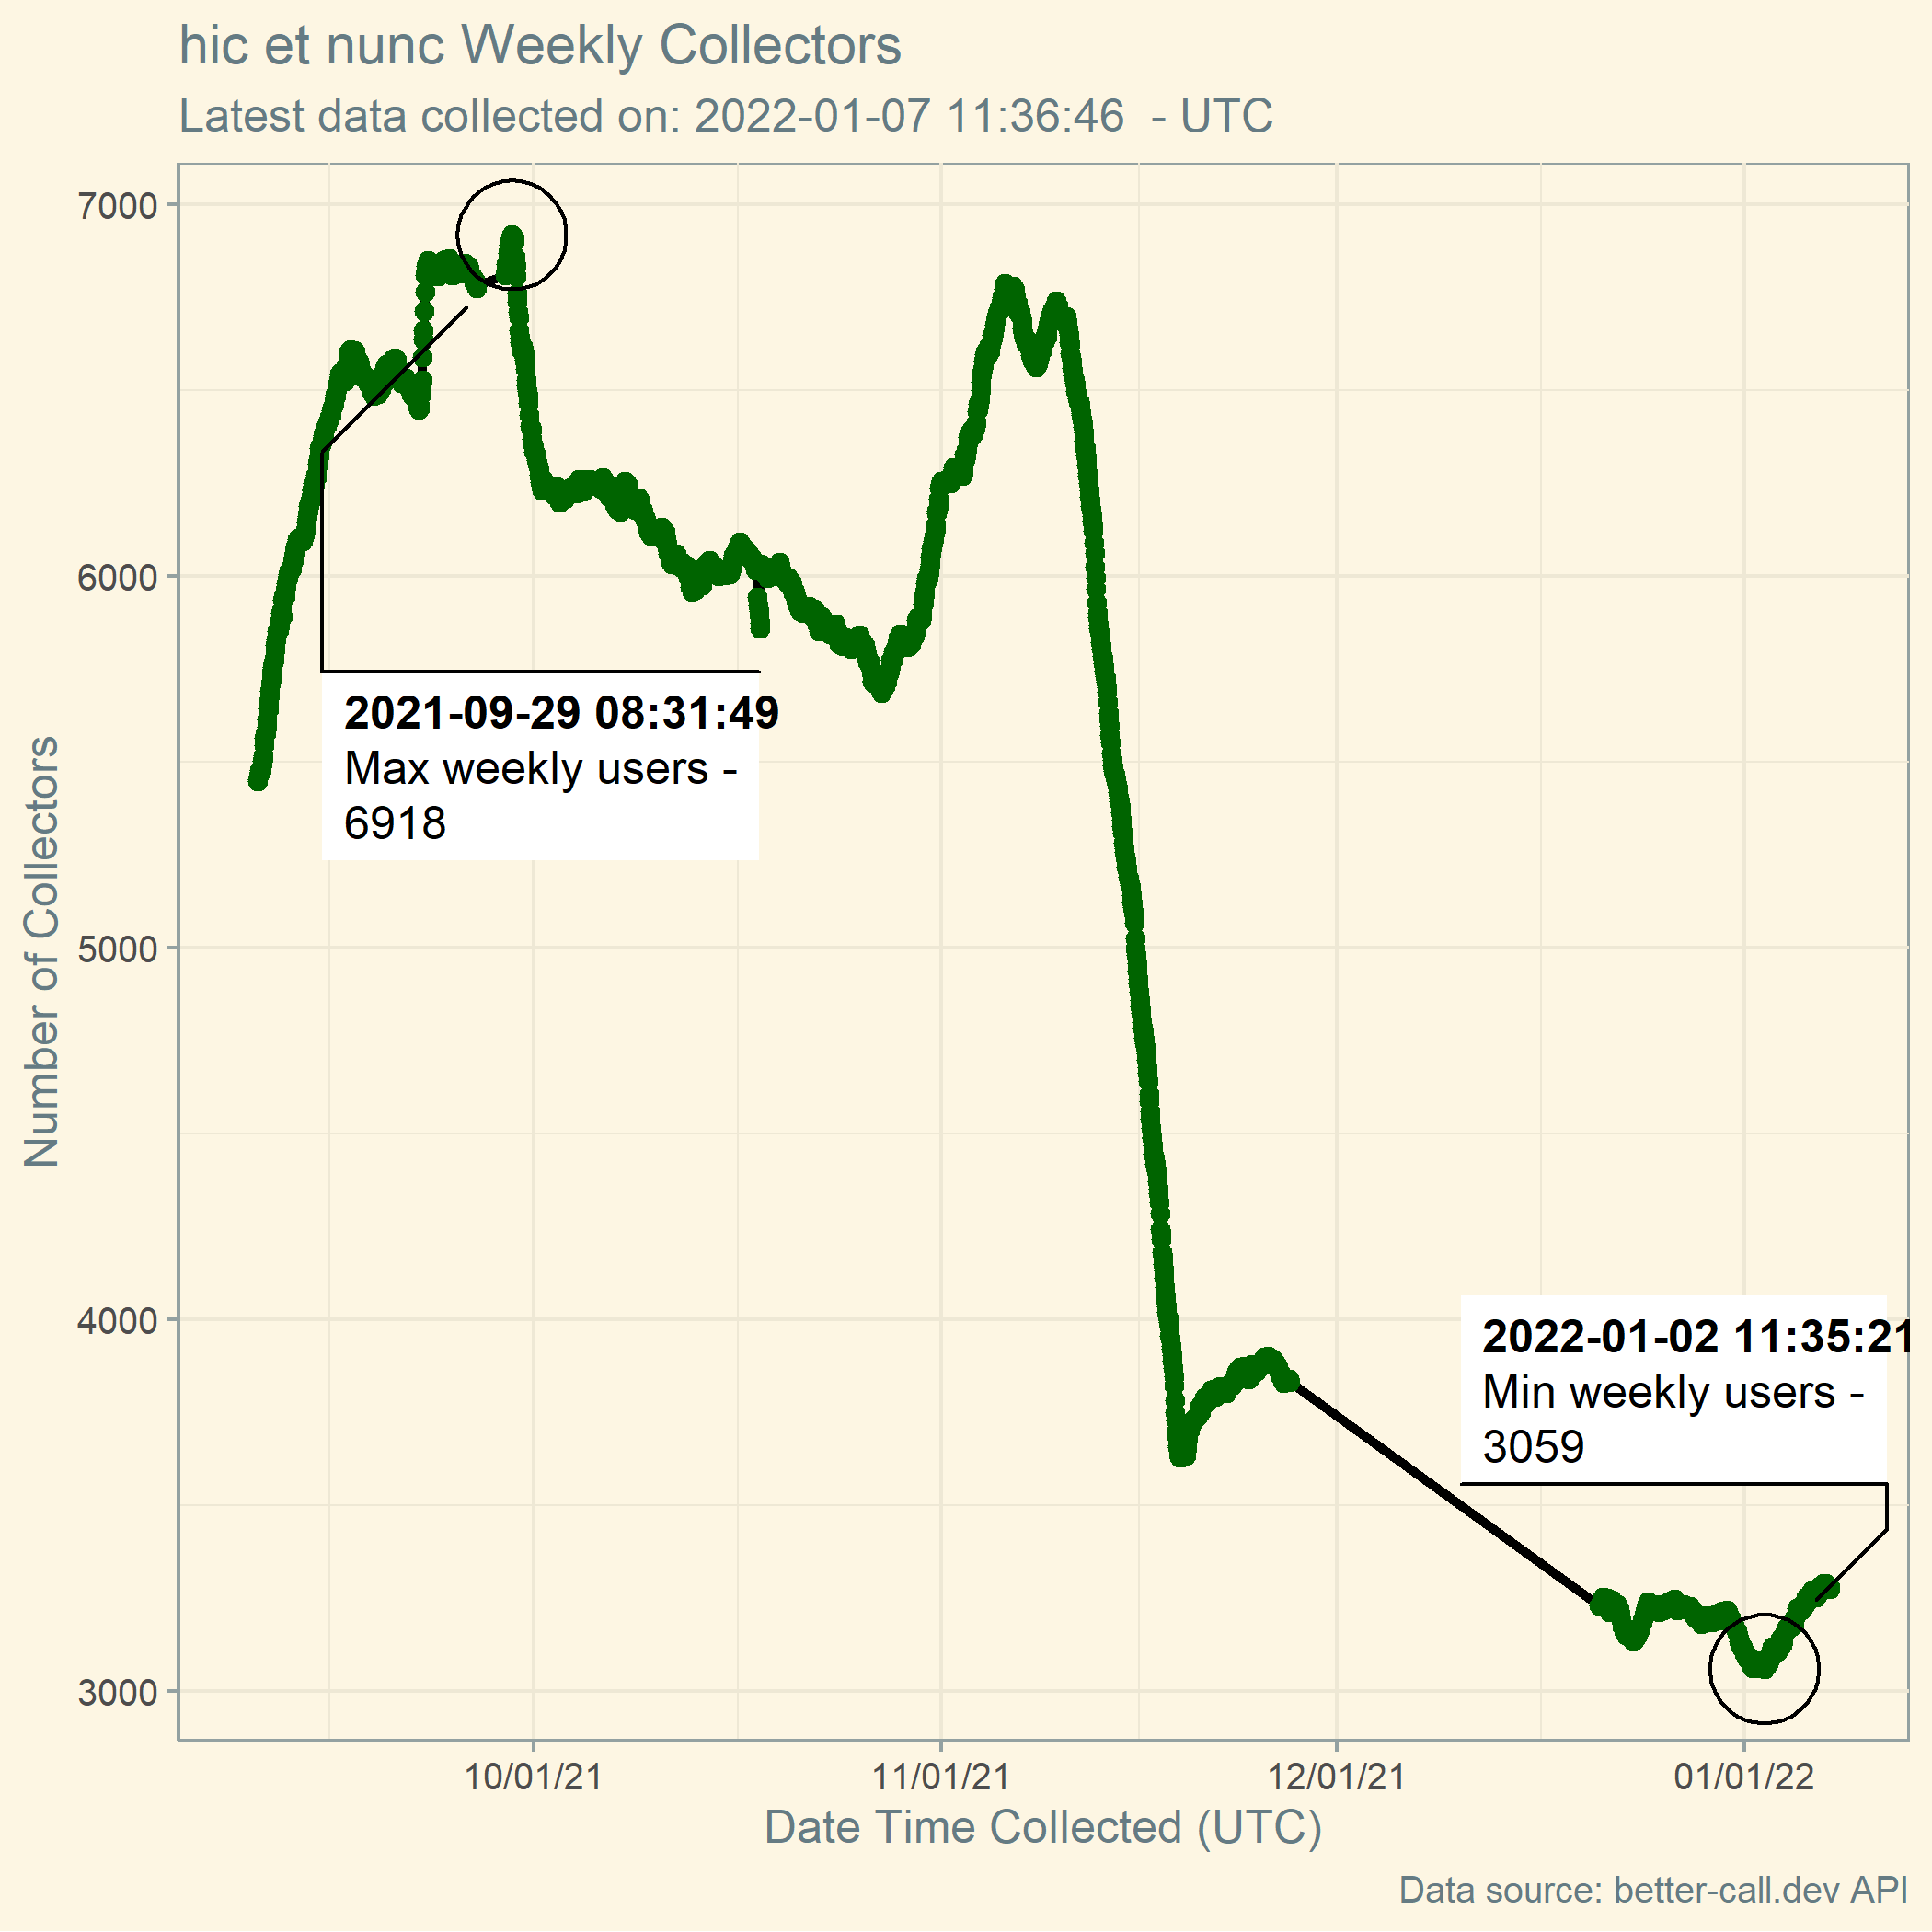 hic et nunc Weekly Collectors
Latest data collected on: 2022-01-07 11:36:46  - UTC
7000
6000
5000
4000
3000
Number of Collectors
2021-09-29 08:31:49
Max weekly users -
6918
2022-01-02 11:35:21
Min weekly users -
3059
10/01/21
11/01/21
12/01/21
01/01/22
Date Time Collected (UTC)
Data source: better-call.dev API